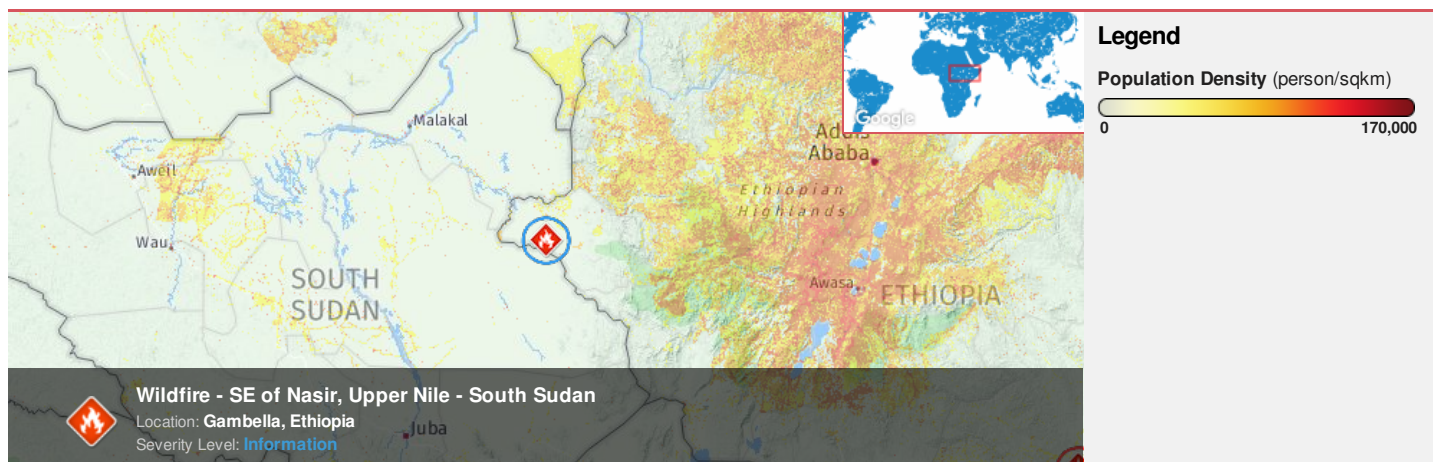 Malakal
Aweil
Wau
SOUTH
SUDAN
Juba
Addis
Ababa
Ethiopian
Highlands
Awasa
ETHIOPIA
Google
Wildfire - SE of Nasir, Upper Nile - South Sudan
Location: Gambella, Ethiopia
Severity Level: Information
Legend
Population Density (person/sqkm)
0 170,000